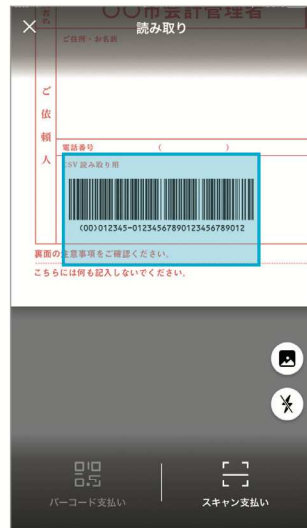 〇〇市会計管理者
読み取り
ご住所・お名前
ご依頼人
電話番号 ( )
CSV 読み取り用
(00)012345-01234567890123456789012
裏面の注意事項をご確認ください。
こちらには何も記入しないでください。
バーコード支払い
スキャン支払い